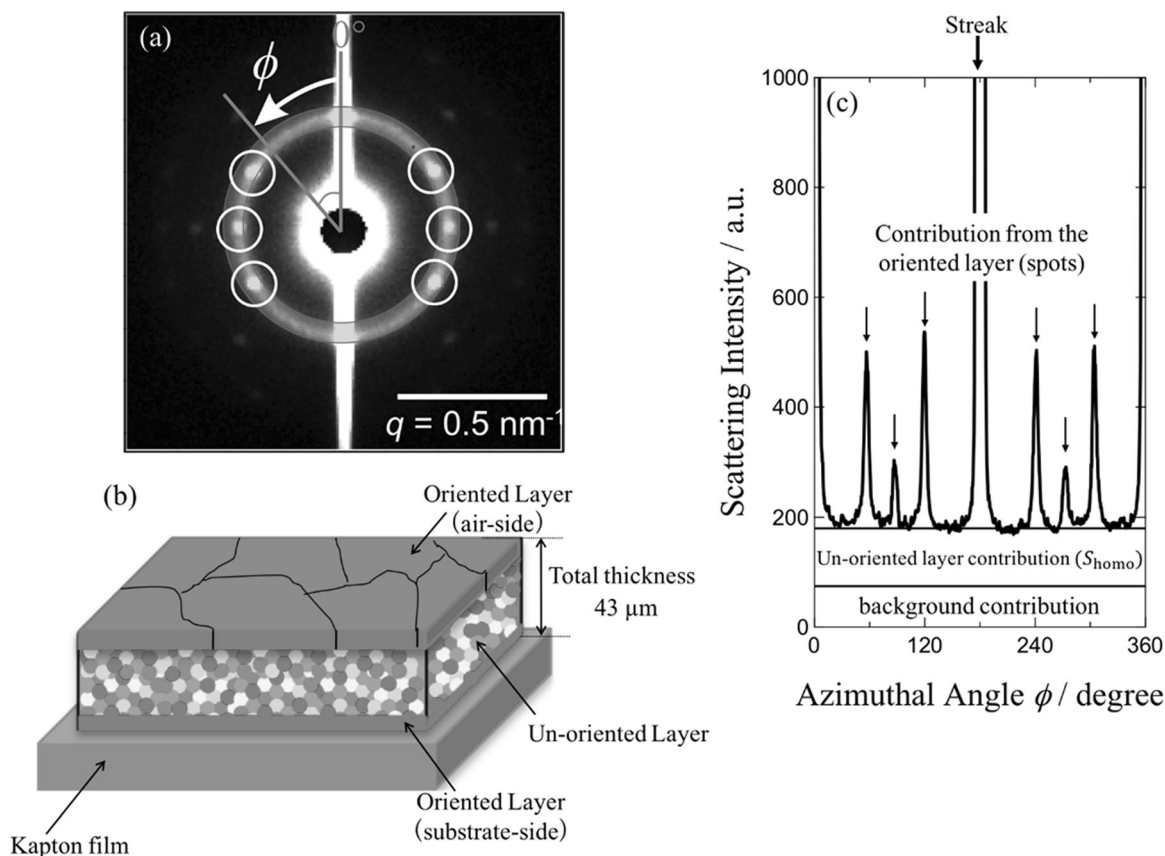 (a)
0°
ϕ
q = 0.5 nm⁻¹
(b)
Oriented Layer
(air-side)
Total thickness
43 µm
Un-oriented Layer
Oriented Layer
(substrate-side)
Kapton film
Streak
(c)
1000
800
600
400
200
0
Scattering Intensity / a.u.
Contribution from the
oriented layer (spots)
Un-oriented layer contribution (S_homo)
background contribution
0 120 240 360
Azimuthal Angle ϕ / degree